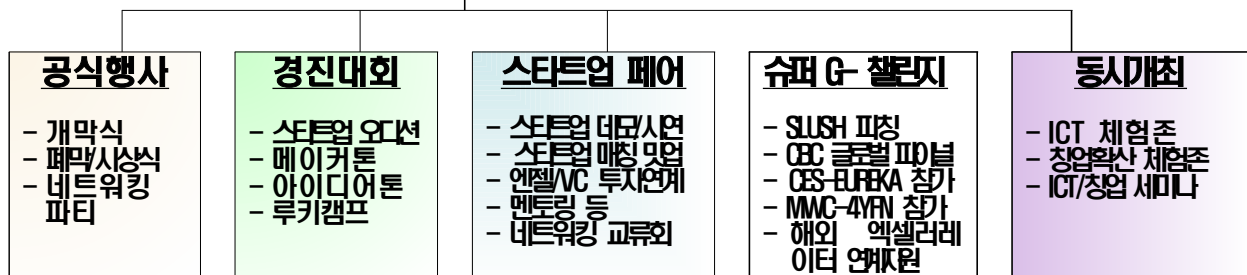 공식행사
- 개막식
- 폐막/시상식
- 네트워킹
파티
경진대회
- 스타트업 오디션
- 메이커톤
- 아이디어톤
- 루키캠프
스타트업 페어
- 스타트업 데모/시연
- 스타트업 매칭 밋업
- 엔젤/VC 투자연계
- 멘토링 등
- 네트워킹 교류회
슈퍼 G- 챌린지
- SLUSH 피칭
- CBC 글로벌 파이널
- CES-EUREKA 참가
- MWC-4YFN 참가
- 해외 엑셀러레
이터 연계지원
동시개최
- ICT 체험존
- 창업확산 체험존
- ICT/창업 세미나